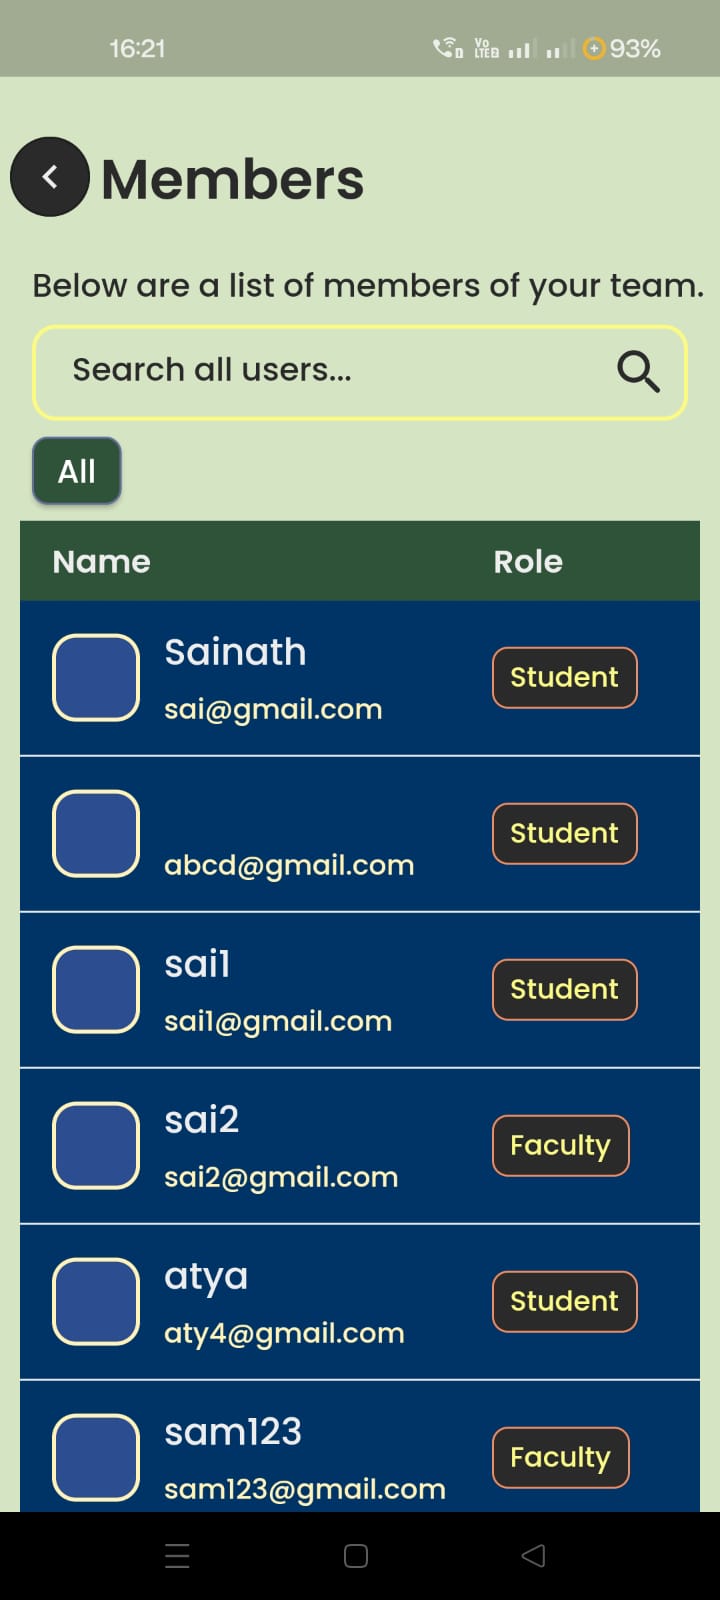 16:21 Vo LTE2 93%
Members
Below are a list of members of your team.
Search all users...
All
Name Role
Sainath
sai@gmail.com
Student
abcd@gmail.com
Student
sai1
sai1@gmail.com
Student
sai2
sai2@gmail.com
Faculty
atya
aty4@gmail.com
Student
sam123
sam123@gmail.com
Faculty